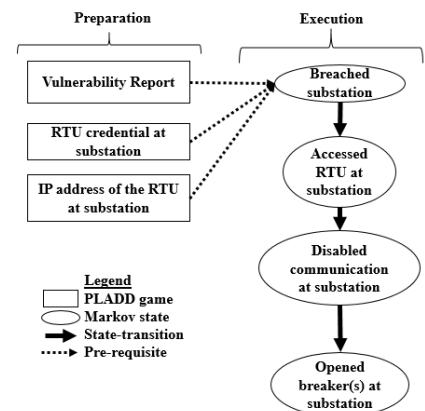 Preparation
Execution
Vulnerability Report
RTU credential at
substation
IP address of the RTU
at substation
Breached
substation
Accessed
RTU at
substation
Disabled
communication
at substation
Opened
breaker(s) at
substation
Legend
PLADD game
Markov state
State-transition
Pre-requisite